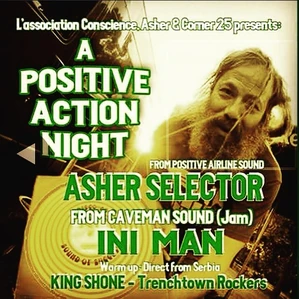 L'association Conscience, Asher & Corner 25 presents:
A
POSITIVE
ACTION
NIGHT
FROM POSITIVE AIRLINE SOUND
ASHER SELECTOR
FROM CAVEMAN SOUND (Jam)
INI MAN
Warm up: Direct from Serbia
KING SHONE - Trenchtown Rockers